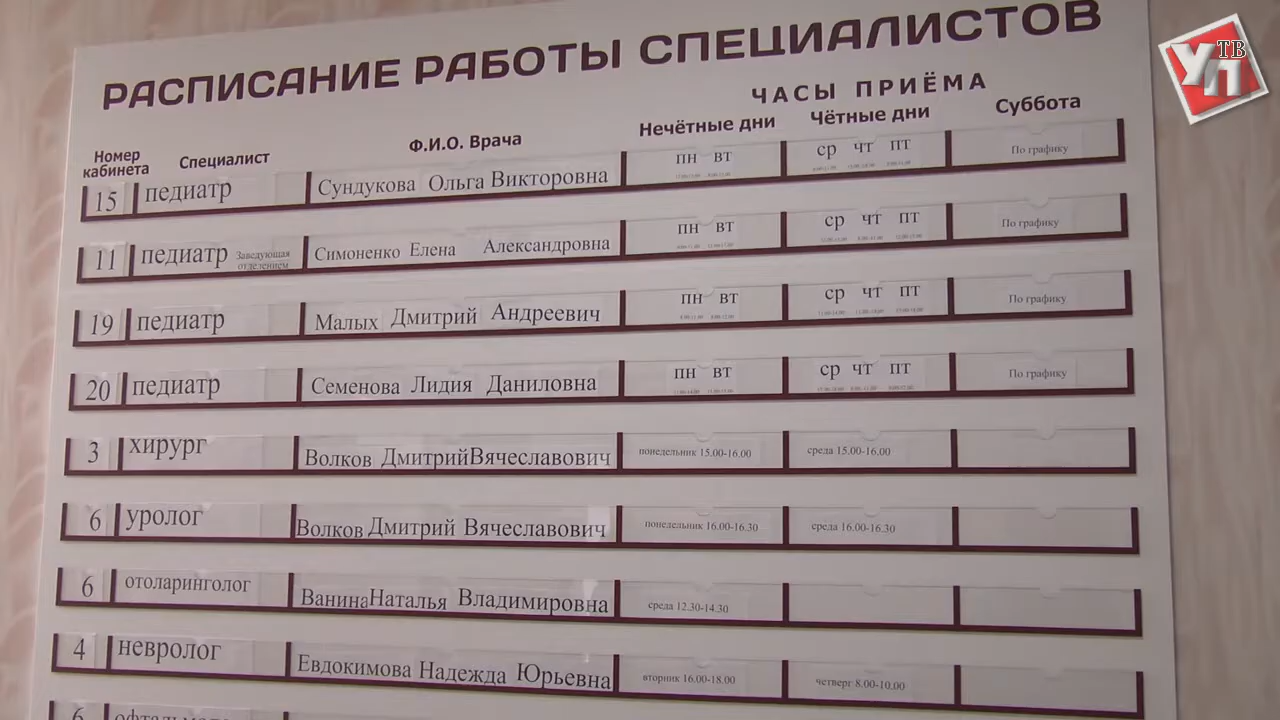 РАСПИСАНИЕ РАБОТЫ СПЕЦИАЛИСТОВ
УП ТВ
ЧАСЫ ПРИЁМА
Номер кабинета Специалист Ф.И.О. Врача Нечётные дни Чётные дни Суббота
15 педиатр Сундукова Ольга Викторовна пн вт ср чт пт По графику
11 педиатр Заведующая отделением Симоненко Елена Александровна пн вт ср чт пт По графику
19 педиатр Малых Дмитрий Андреевич пн вт ср чт пт По графику
20 педиатр Семенова Лидия Даниловна пн вт ср чт пт По графику
3 хирург Волков Дмитрий Вячеславович понедельник 15.00-16.00 среда 15.00-16.00
6 уролог Волков Дмитрий Вячеславович понедельник 16.00-16.30 среда 16.00-16.30
6 отоларинголог Ванина Наталья Владимировна среда 12.30-14.30
4 невролог Евдокимова Надежда Юрьевна вторник 16.00-18.00 четверг 8.00-10.00